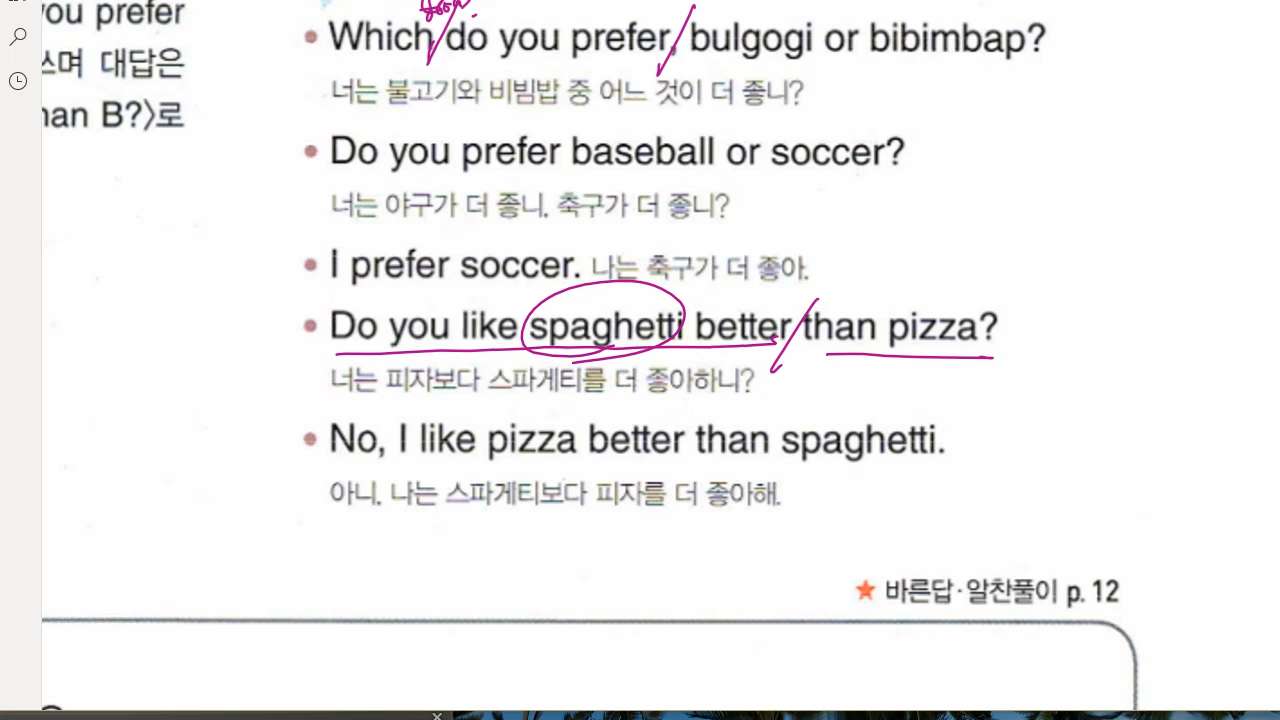 you prefer
쓰며 대답은
han B?>로
• Which do you prefer, bulgogi or bibimbap?
너는 불고기와 비빔밥 중 어느 것이 더 좋니?
• Do you prefer baseball or soccer?
너는 야구가 더 좋니, 축구가 더 좋니?
• I prefer soccer. 나는 축구가 더 좋아.
• Do you like spaghetti better than pizza?
너는 피자보다 스파게티를 더 좋아하니?
• No, I like pizza better than spaghetti.
아니, 나는 스파게티보다 피자를 더 좋아해.
★ 바른답·알찬풀이 p. 12